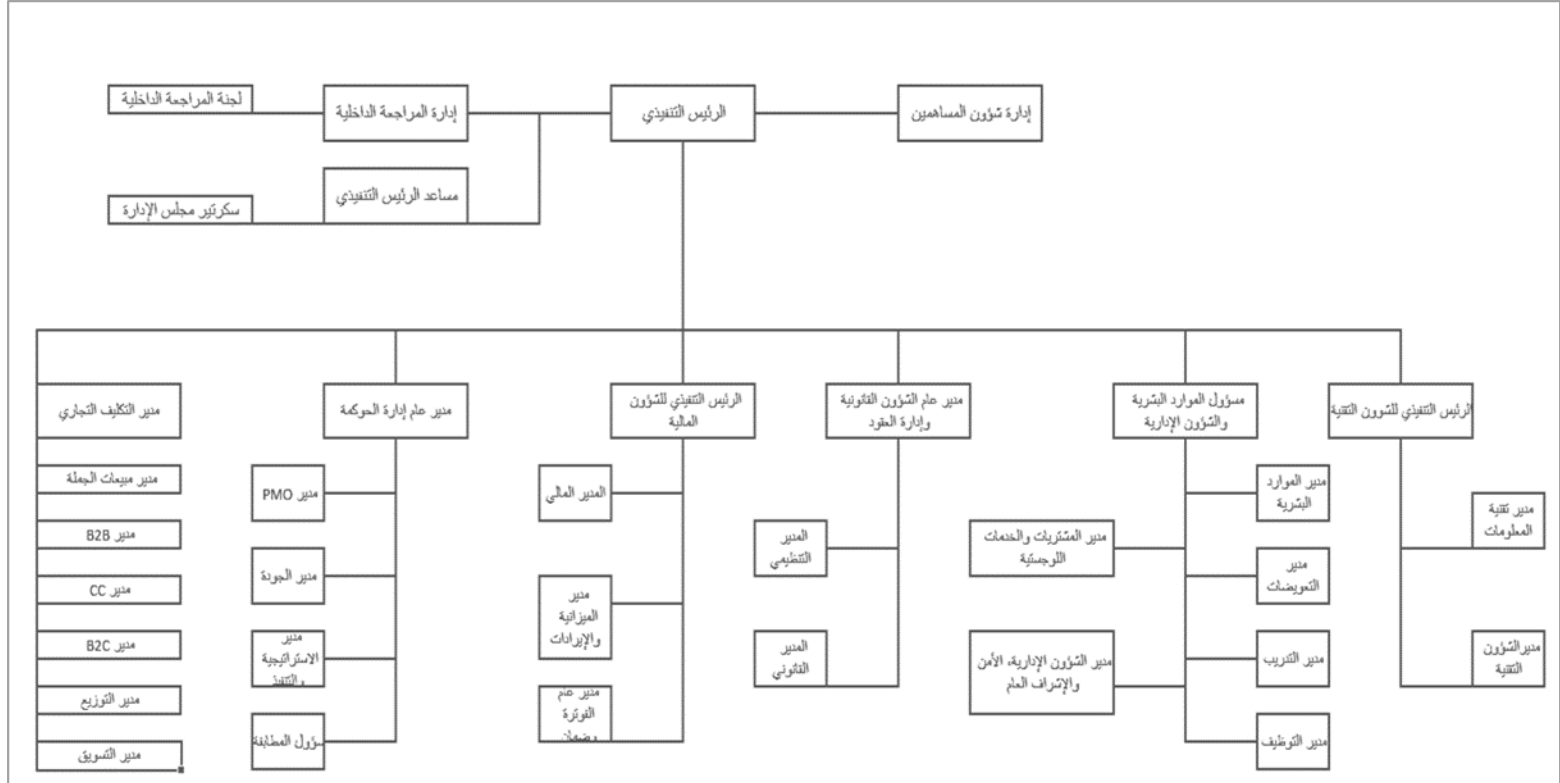 إدارة شؤون المساهمين
الرئيس التنفيذي
إدارة المراجعة الداخلية
لجنة المراجعة الداخلية
مساعد الرئيس التنفيذي
سكرتير مجلس الإدارة
الرئيس التنفيذي للشوون التقنية
مسؤول الموارد البشرية
والشؤون الإدارية
مدير عام الشؤون القانونية
وإدارة العقود
الرئيس التنفيذي للشؤون
المالية
مدير عام إدارة الحوكمة
مدير التكليف التجاري
مدير تقنية
المعلومات
مديرالشؤون
التقنية
مدير الموارد
البشرية
مدير
التعويضات
مدير التدريب
مدير التوظيف
مدير المشتريات والخدمات
اللوجستية
مدير الشؤون الإدارية، الأمن
والإشراف العام
المدير
التنظيمي
المدير
القانوني
المدير المالي
مدير
الميزانية
والإيرادات
مدير عام
الفوترة
وضمان
مدير PMO
مدير الجودة
مدير
الاستراتيجية
والتنفيذ
سؤول المطابقة
مدير مبيعات الجملة
مدير B2B
مدير CC
مدير B2C
مدير التوزيع
مدير التسويق